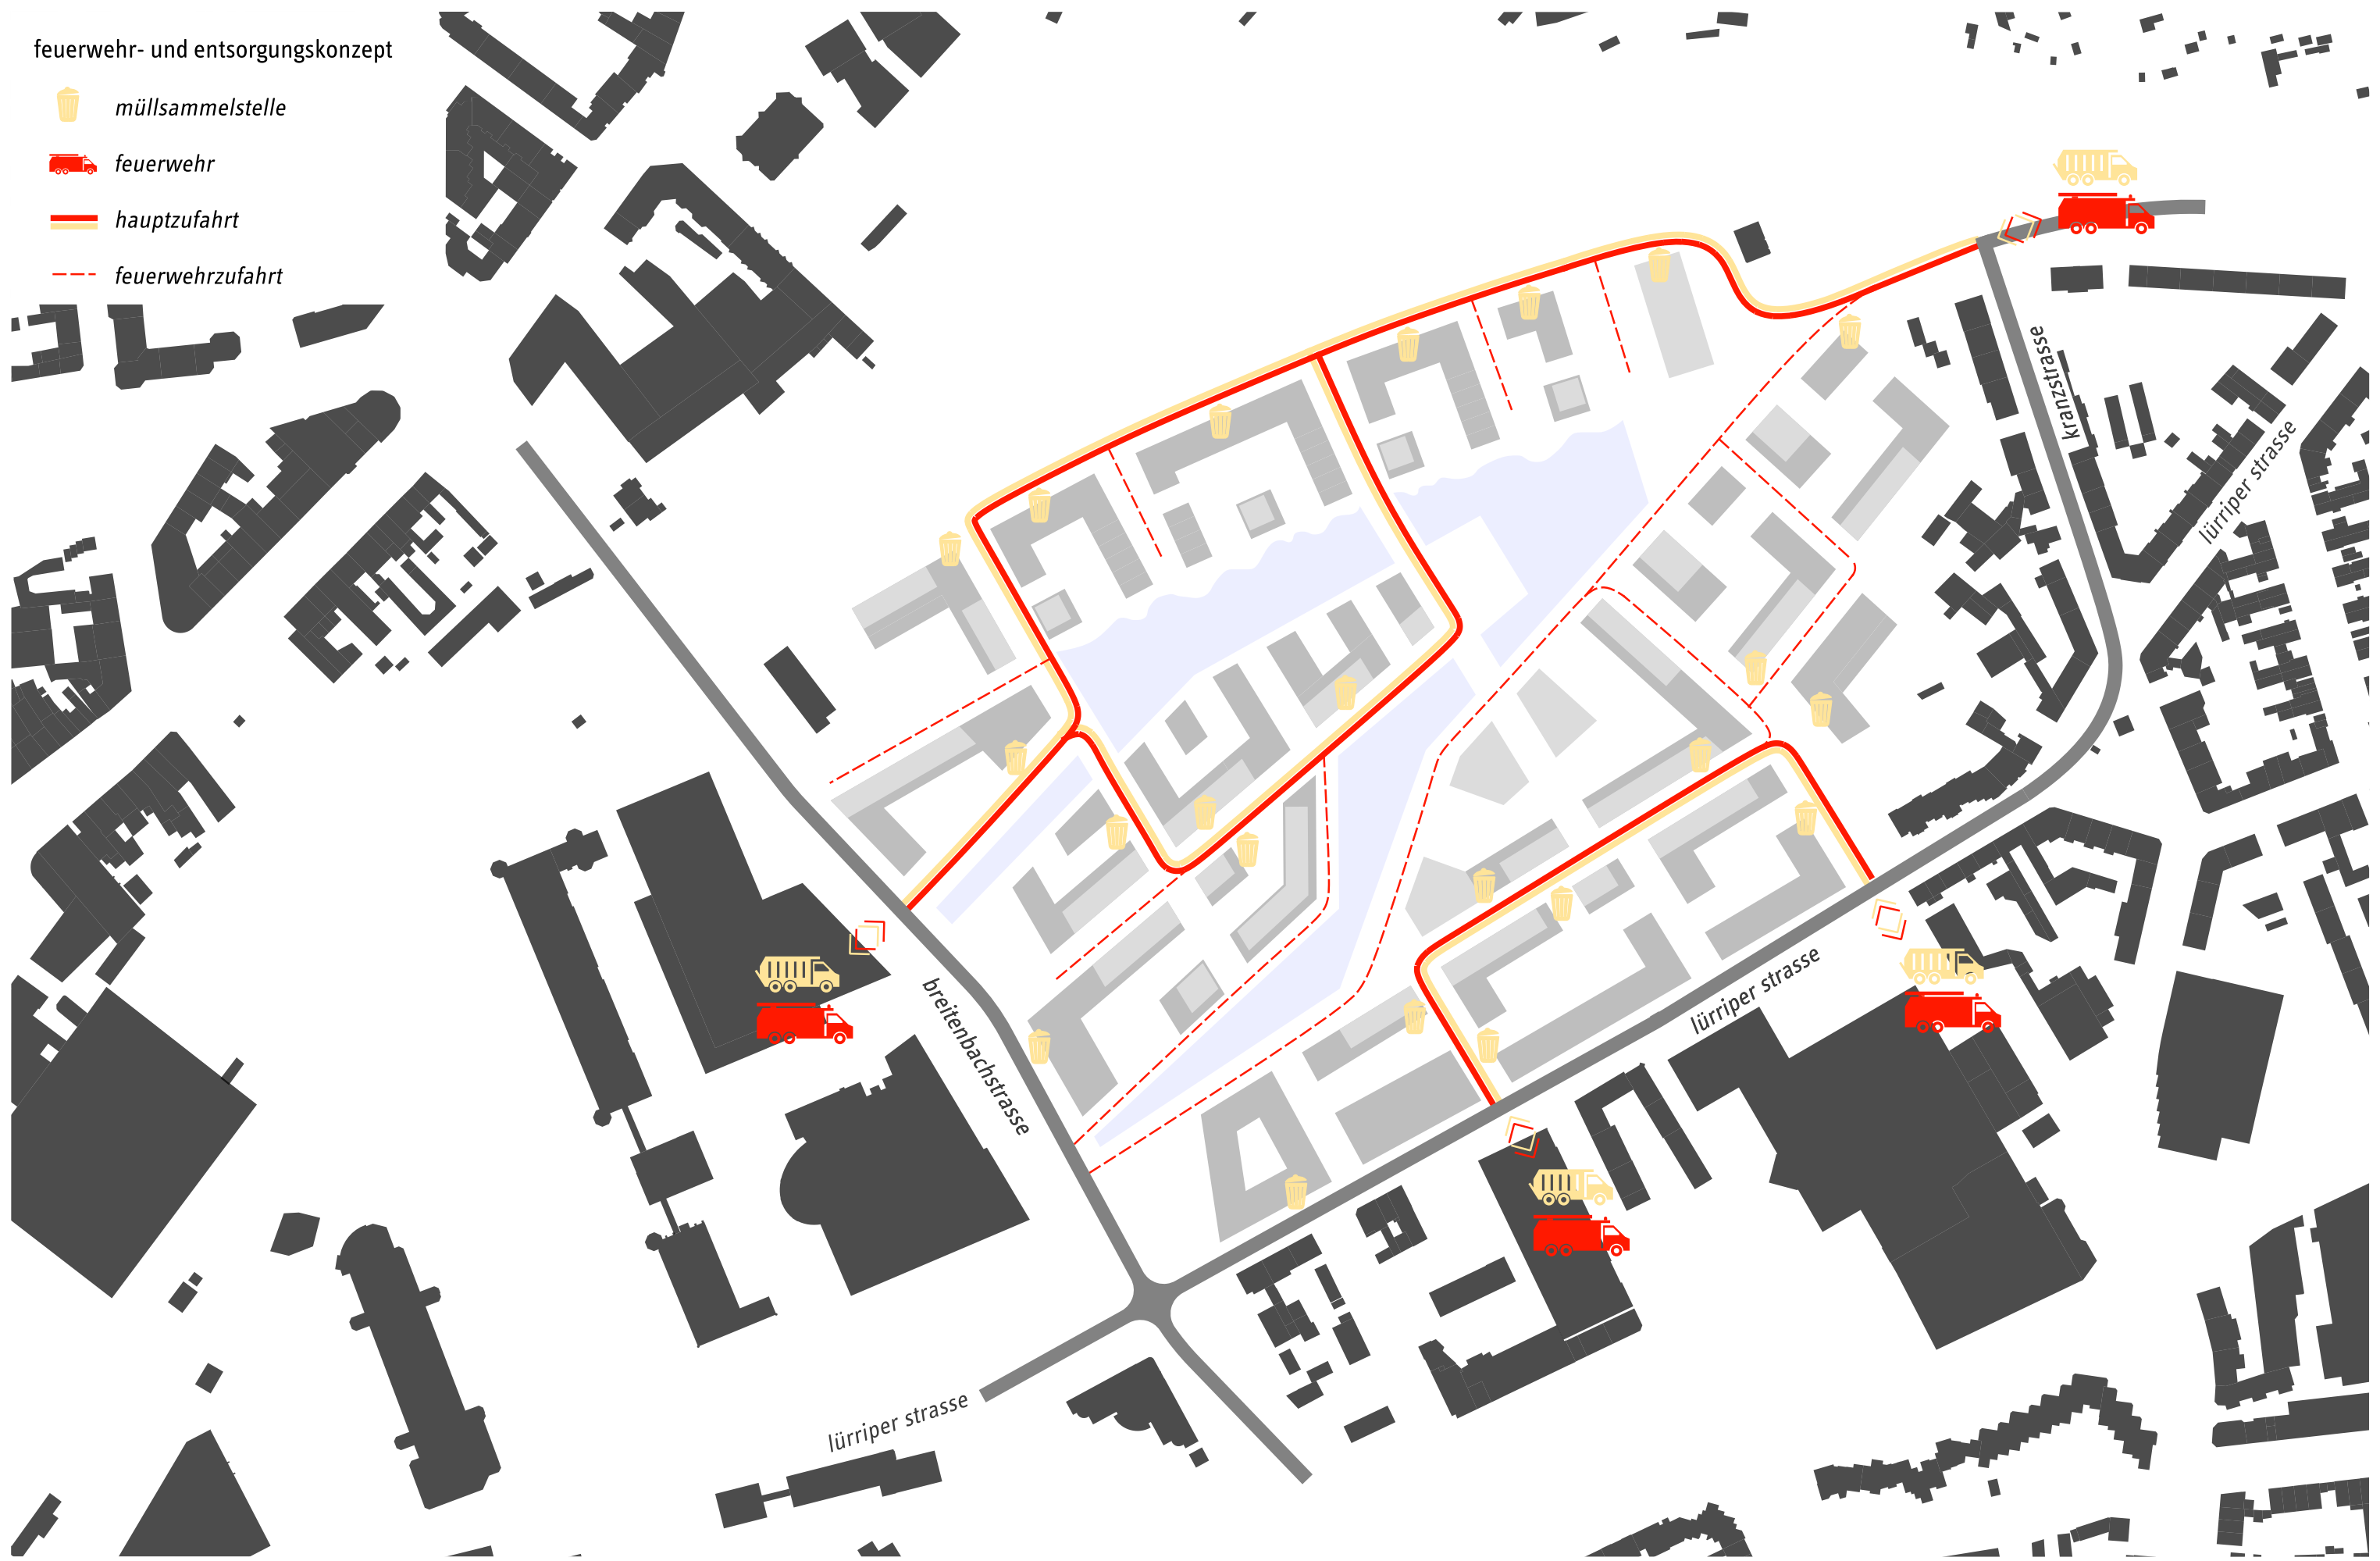 feuerwehr- und entsorgungskonzept
müllsammelstelle
feuerwehr
hauptzufahrt
feuerwehrzufahrt
kranzstrasse
lürriper strasse
breitenbachstrasse
lürriper strasse
lürriper strasse